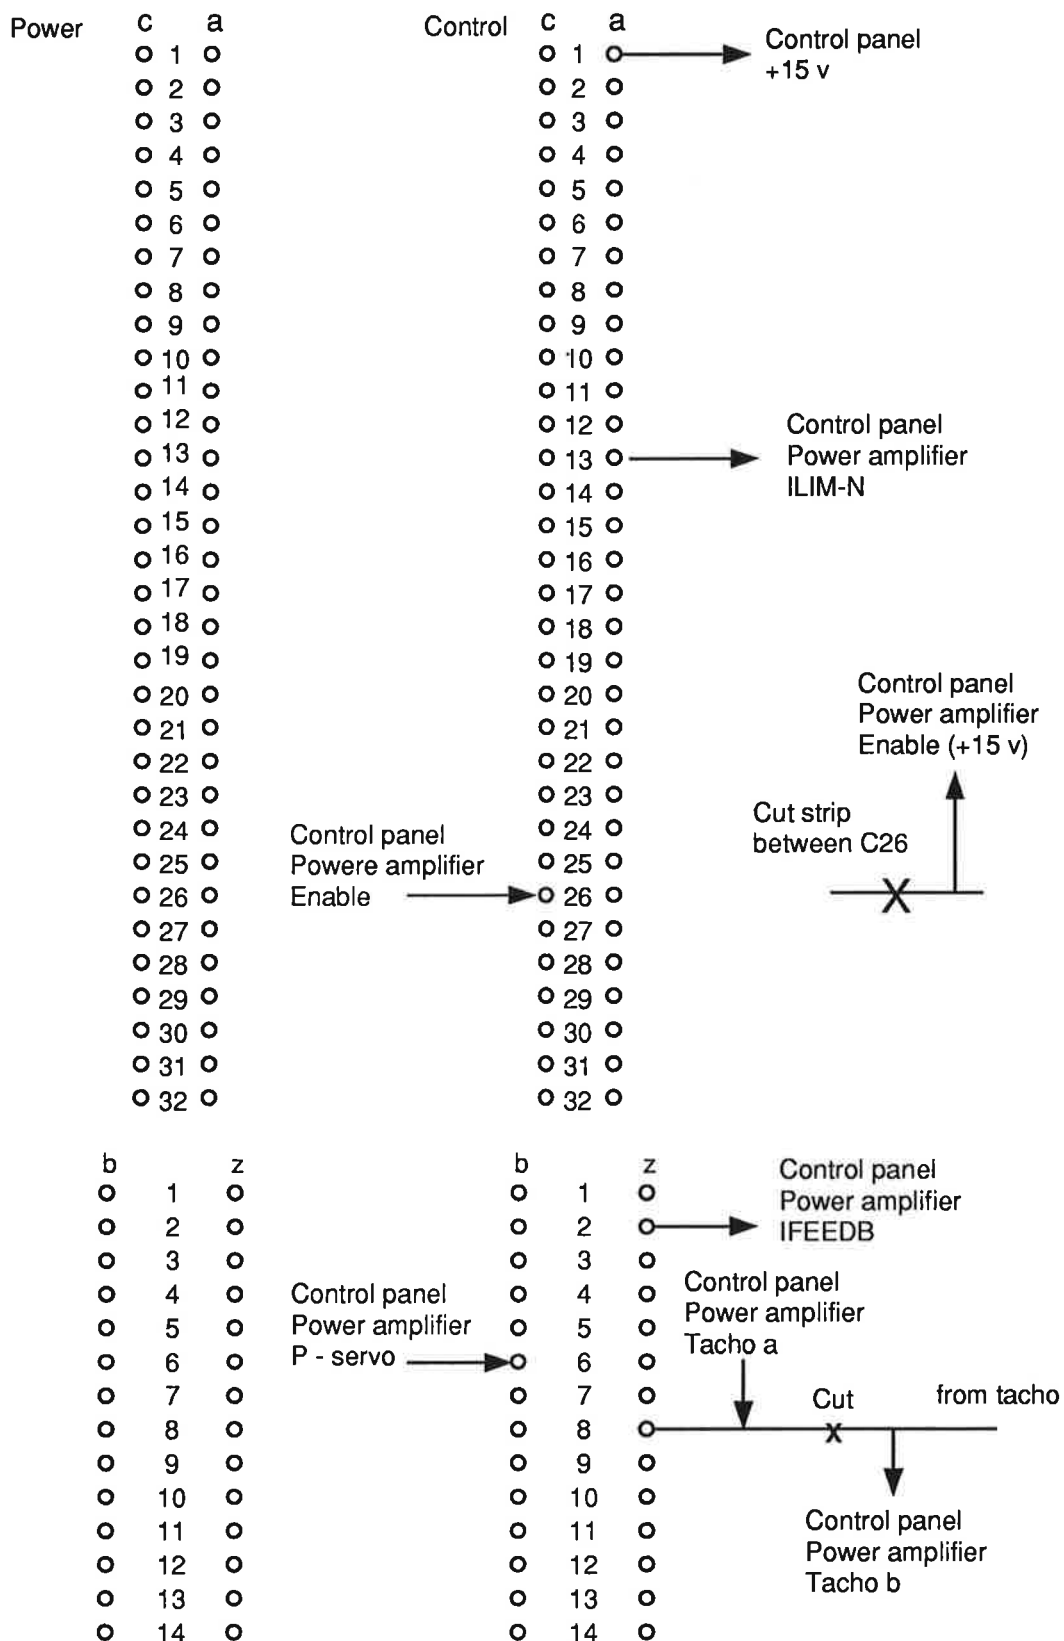 Power c a Control c a
1 1 Control panel
+15 v
2 2
3 3
4 4
5 5
6 6
7 7
8 8
9 9
10 10
11 11
12 12 Control panel
13 13 Power amplifier
14 14 ILIM-N
15 15
16 16
17 17
18 18
19 19
20 20 Control panel
21 21 Power amplifier
22 22 Enable (+15 v)
23 23 Cut strip
24 24 between C26
Control panel
25 25
Powere amplifier
26 26
Enable
X
27 27
28 28
29 29
30 30
31 31
32 32
b z b z Control panel
1 1 Power amplifier
2 2 IFEEDB
3 3
4 4 Control panel
Power amplifier
Tacho a
Control panel
5 5
Power amplifier
6 6
P - servo
7 7 Cut from tacho
8 8 x
9 9
10 10
11 11 Control panel
12 12 Power amplifier
13 13 Tacho b
14 14